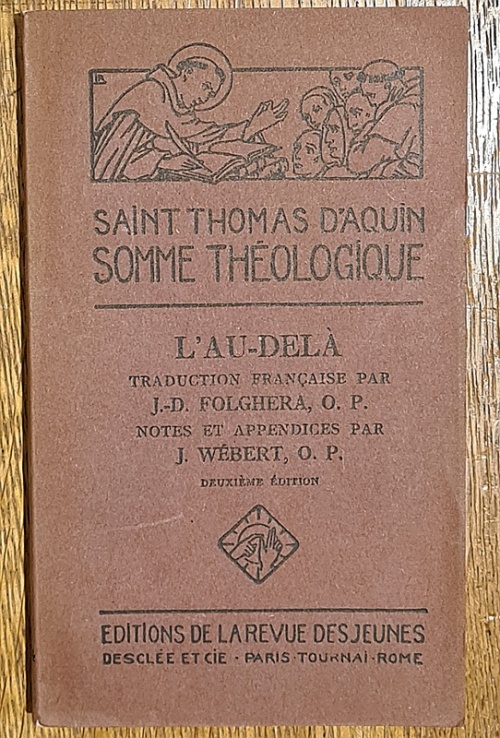 SAINT THOMAS D'AQUIN
SOMME THÉOLOGIQUE
L'AU-DELÀ
TRADUCTION FRANÇAISE PAR
J.-D. FOLGHERA, O. P.
NOTES ET APPENDICES PAR
J. WÉBERT, O. P.
DEUXIÈME ÉDITION
EDITIONS DE LA REVUE DES JEUNES
DESCLÉE ET CIE · PARIS · TOURNAI · ROME